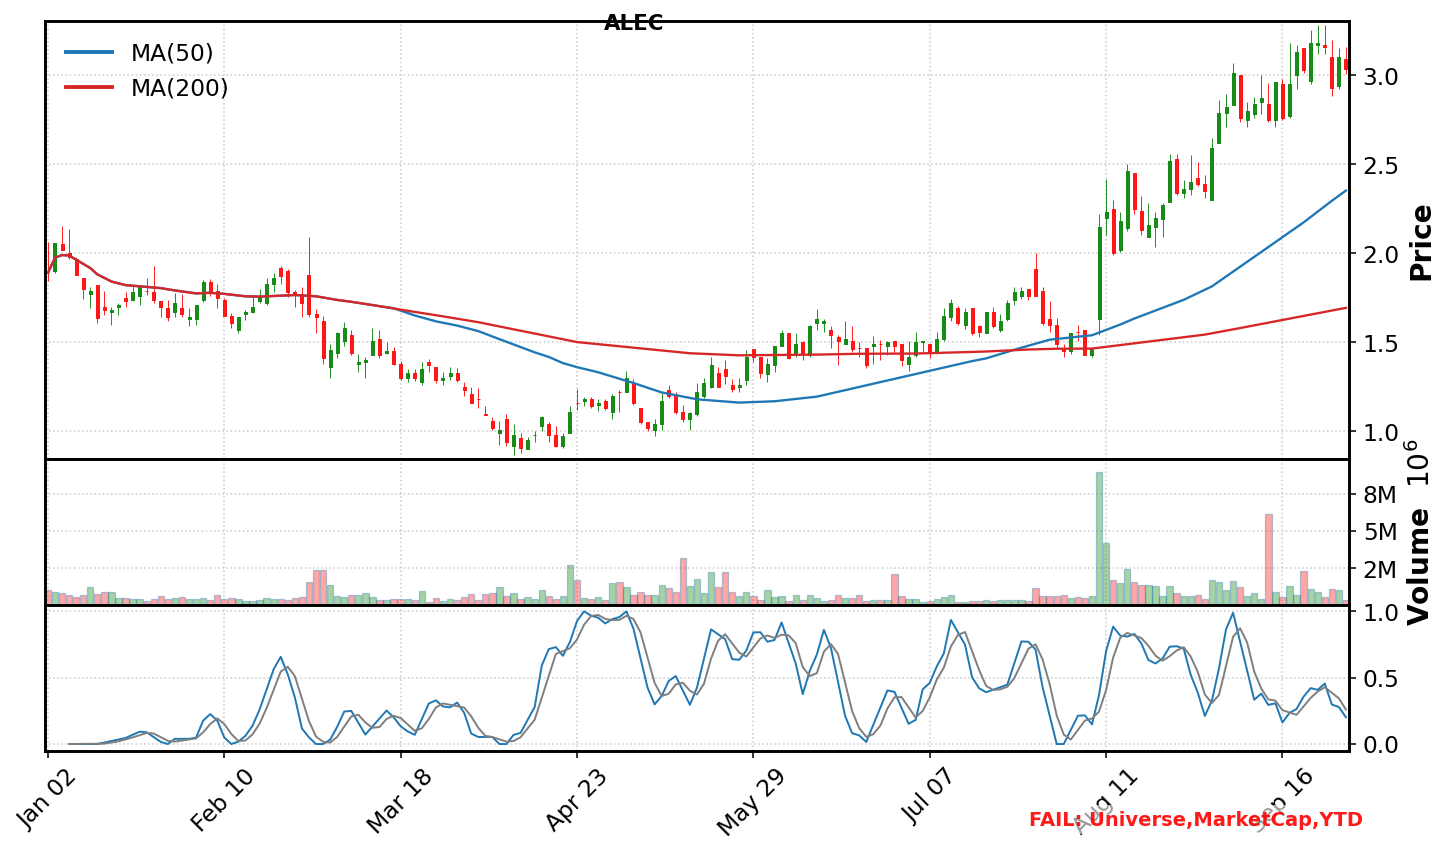 ALEC
MA(50)
MA(200)
3.0
2.5
2.0
1.5
1.0
Price
8M
5M
2M
Volume 10⁶
1.0
0.5
0.0
Jan 02
Feb 10
Mar 18
Apr 23
May 29
Jul 07
Aug 11
Sep 16
FAIL: Universe,MarketCap,YTD